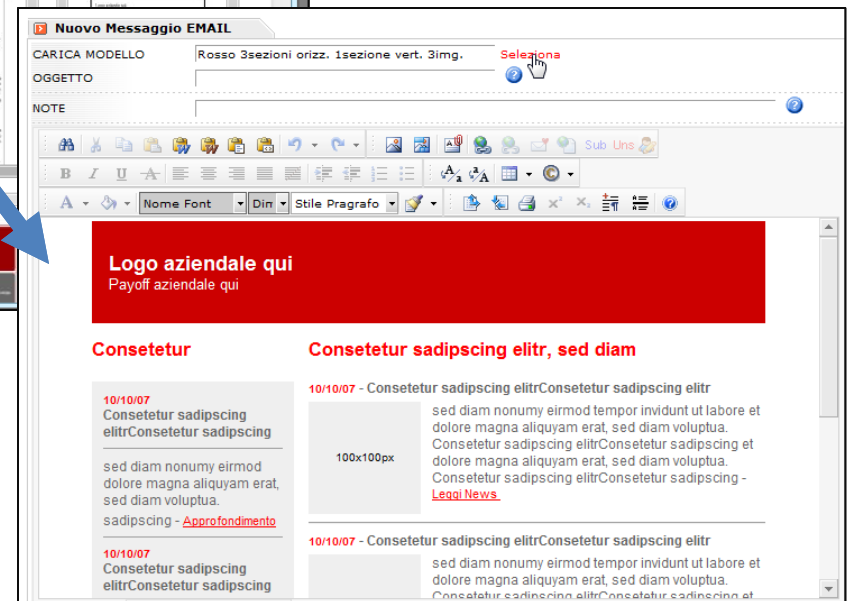 Nuovo Messaggio EMAIL
CARICA MODELLO Rosso 3sezioni orizz. 1sezione vert. 3img. Seleziona
OGGETTO
NOTE
Sub Uns
Nome Font Dim Stile Pragrafo
Logo aziendale qui
Payoff aziendale qui
Consetetur
10/10/07
Consetetur sadipscing
elitrConsetetur sadipscing
sed diam nonumy eirmod
dolore magna aliquyam erat,
sed diam voluptua.
sadipscing - Approfondimento
10/10/07
Consetetur sadipscing
elitrConsetetur sadipscing
Consetetur sadipscing elitr, sed diam
10/10/07 - Consetetur sadipscing elitrConsetetur sadipscing elitr
100x100px
sed diam nonumy eirmod tempor invidunt ut labore et
dolore magna aliquyam erat, sed diam voluptua.
Consetetur sadipscing elitrConsetetur sadipscing et
dolore magna aliquyam erat, sed diam voluptua.
Consetetur sadipscing elitrConsetetur sadipscing -
Leggi News
10/10/07 - Consetetur sadipscing elitrConsetetur sadipscing elitr
sed diam nonumy eirmod tempor invidunt ut labore et
dolore magna aliquyam erat, sed diam voluptua.
Consetetur sadipscing elitrConsetetur sadipscing et